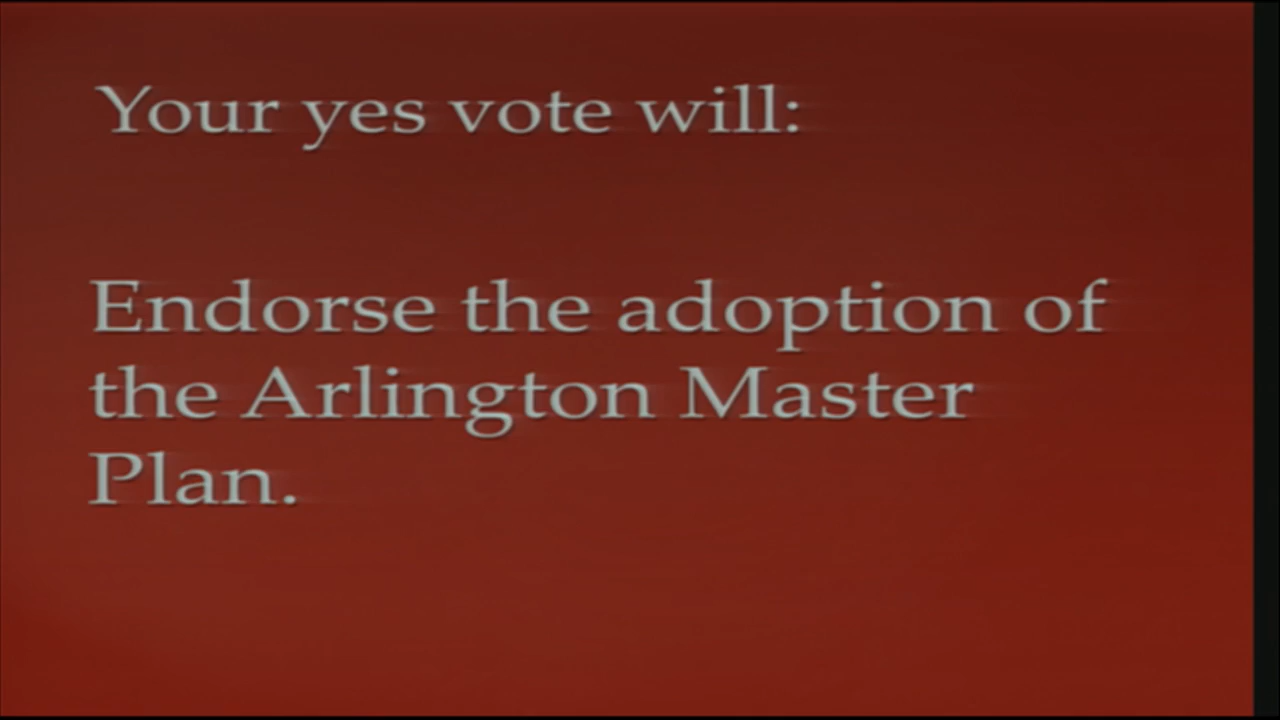 Your yes vote will:
Endorse the adoption of
the Arlington Master
Plan.